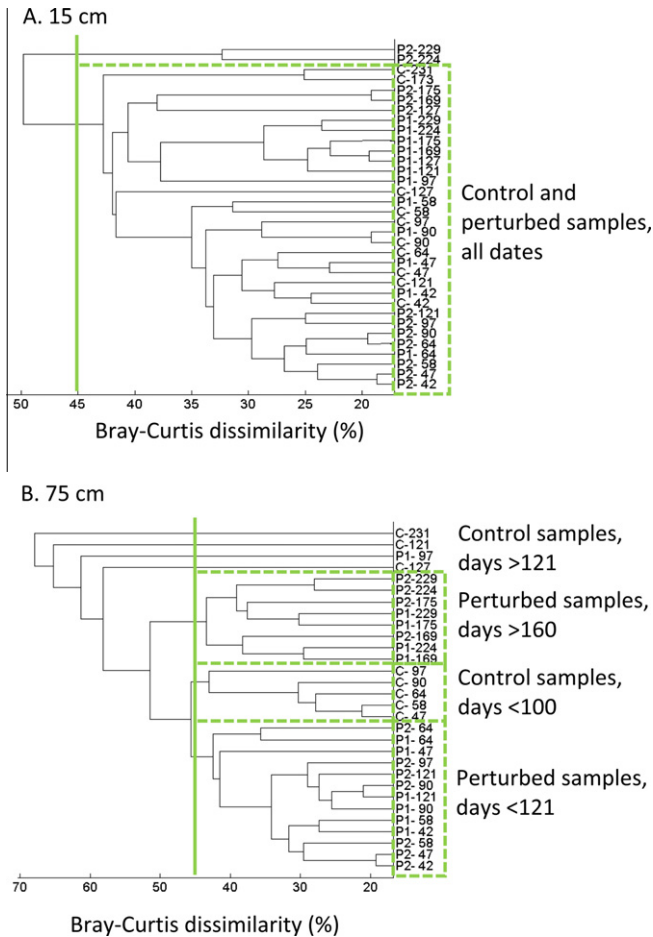 A. 15 cm
P2-229
P2-224
C-231
C-173
P2-175
P2-169
P2-127
P1-229
P1-224
P1-175
P1-169
P1-127
P1-121
P1- 97
C-127
P1- 58
C- 58
C- 97
P1- 90
C- 90
C- 64
P1- 47
C- 47
C-121
P1- 42
C- 42
P2-121
P2- 97
P2- 90
P2- 64
P1- 64
P2- 58
P2- 47
P2- 42
Control and
perturbed samples,
all dates
50 45 40 35 30 25 20
Bray-Curtis dissimilarity (%)
B. 75 cm
C-231
C-121
P1- 97
C-127
Control samples,
days >121
P2-229
P2-224
P2-175
P1-229
P1-175
P2-169
P1-224
P1-169
Perturbed samples,
days >160
C- 97
C- 90
C- 64
C- 58
C- 47
Control samples,
days <100
P2- 64
P1- 64
P1- 47
P2- 97
P2-121
P2- 90
P1-121
P1- 90
P1- 58
P1- 42
P2- 58
P2- 47
P2- 42
Perturbed samples,
days <121
70 60 50 40 30 20
Bray-Curtis dissimilarity (%)